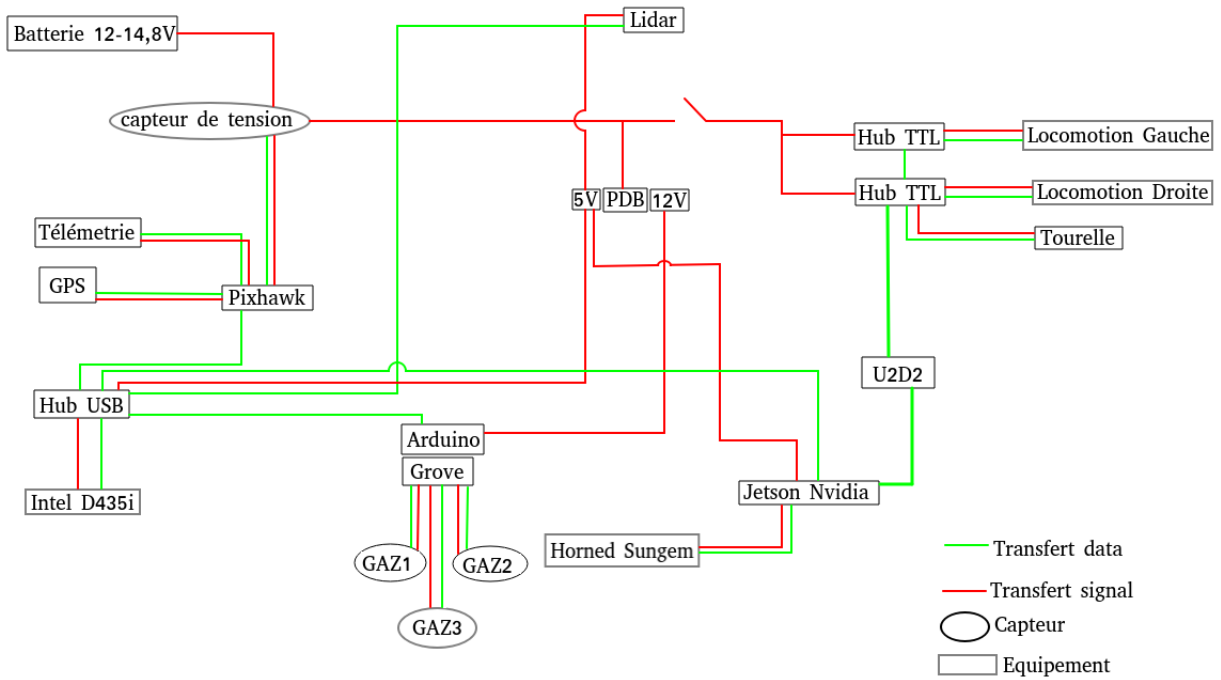 Lidar
Batterie 12-14,8V
capteur de tension
Hub TTL
Locomotion Gauche
5V
PDB
12V
Hub TTL
Locomotion Droite
Télémetrie
Tourelle
GPS
Pixhawk
U2D2
Hub USB
Arduino
Grove
Intel D435i
Jetson Nvidia
Horned Sungem
GAZ1
GAZ2
GAZ3
Transfert data
Transfert signal
Capteur
Equipement